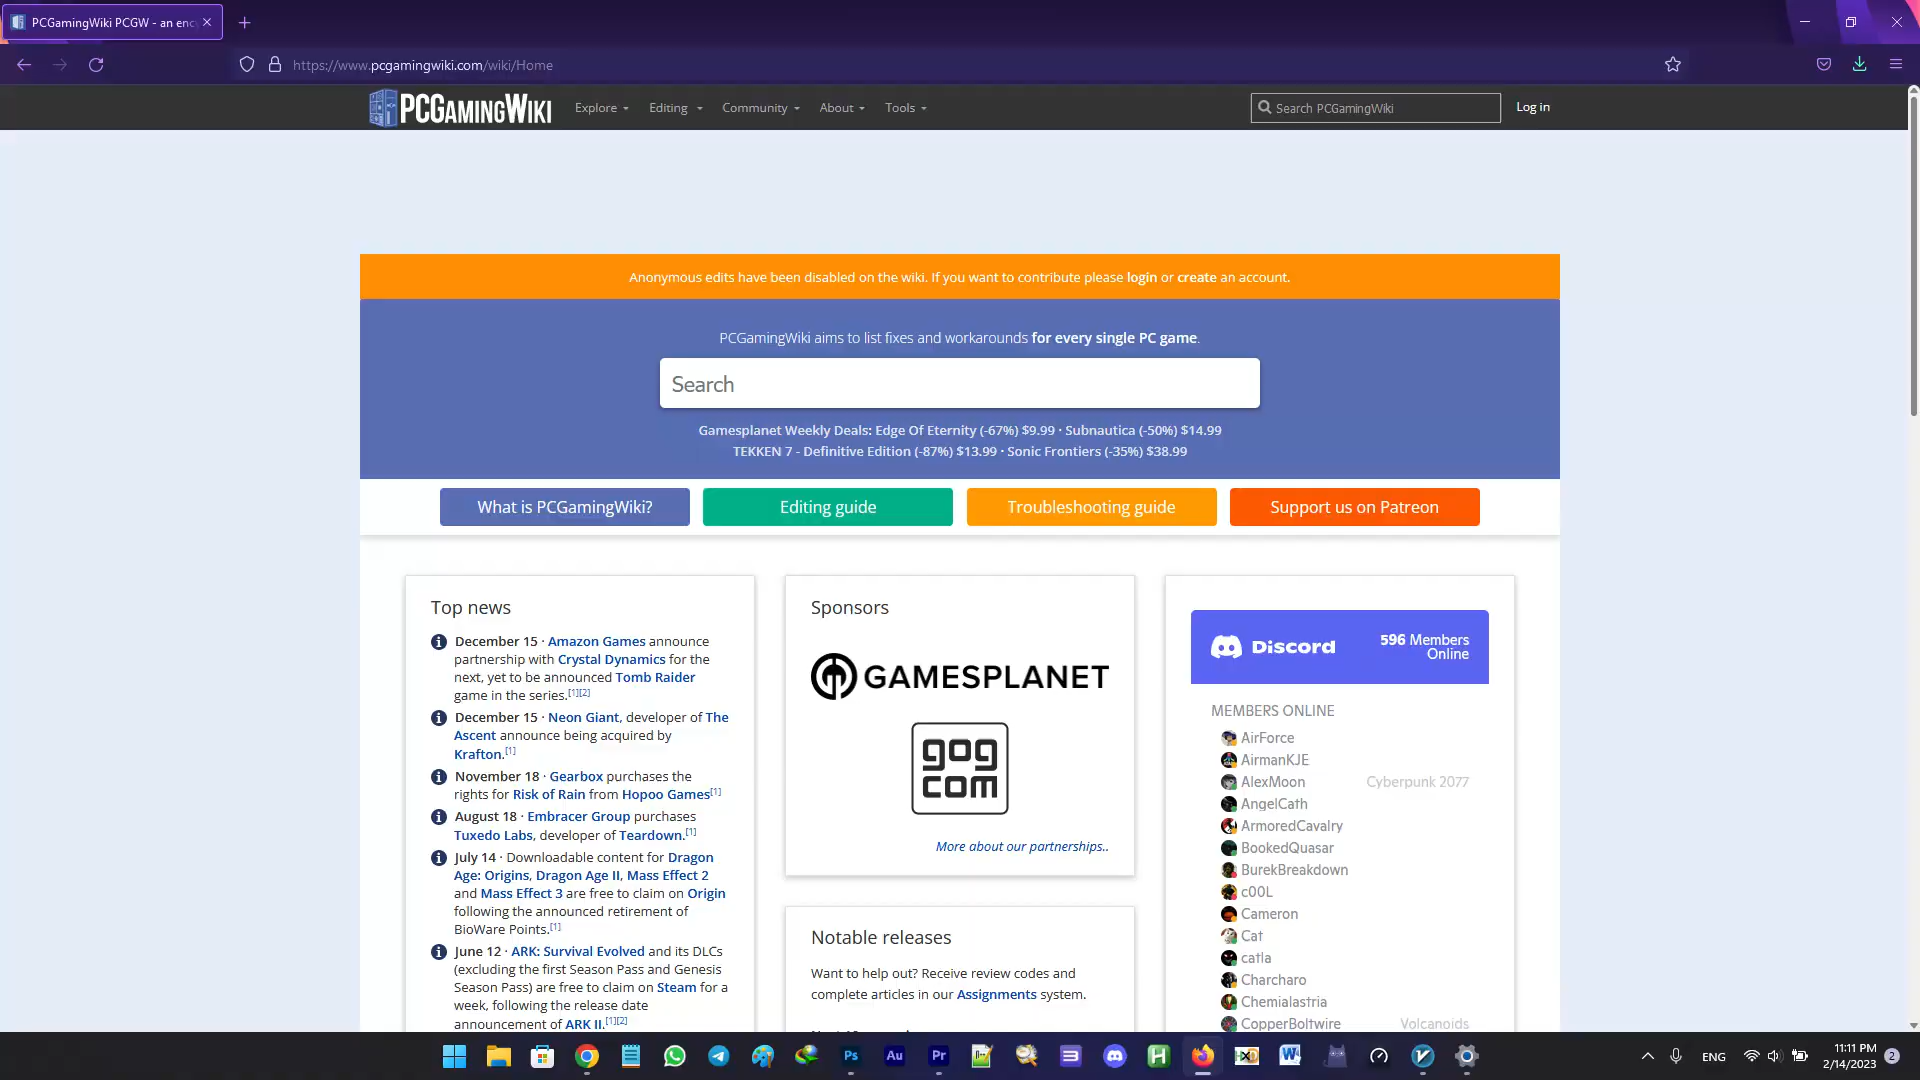 PCGamingWiki PCGW - an enc
https://www.pcgamingwiki.com/wiki/Home
PCGAMINGWIKI
Explore
Editing
Community
About
Tools
Search PCGamingWiki
Log in
Anonymous edits have been disabled on the wiki. If you want to contribute please login or create an account.
PCGamingWiki aims to list fixes and workarounds for every single PC game.
Search
Gamesplanet Weekly Deals: Edge Of Eternity (-67%) $9.99 · Subnautica (-50%) $14.99
TEKKEN 7 - Definitive Edition (-87%) $13.99 · Sonic Frontiers (-35%) $38.99
What is PCGamingWiki?
Editing guide
Troubleshooting guide
Support us on Patreon
Top news
December 15 · Amazon Games announce
partnership with Crystal Dynamics for the
next, yet to be announced Tomb Raider
game in the series.[1][2]
December 15 · Neon Giant, developer of The
Ascent announce being acquired by
Krafton.[1]
November 18 · Gearbox purchases the
rights for Risk of Rain from Hopoo Games[1]
August 18 · Embracer Group purchases
Tuxedo Labs, developer of Teardown.[1]
July 14 · Downloadable content for Dragon
Age: Origins, Dragon Age II, Mass Effect 2
and Mass Effect 3 are free to claim on Origin
following the announced retirement of
BioWare Points.[1]
June 12 · ARK: Survival Evolved and its DLCs
(excluding the first Season Pass and Genesis
Season Pass) are free to claim on Steam for a
week, following the release date
announcement of ARK II.[1][2]
Sponsors
GAMESPLANET
gog
com
More about our partnerships..
Notable releases
Want to help out? Receive review codes and
complete articles in our Assignments system.
Discord
596 Members
Online
MEMBERS ONLINE
AirForce
AirmanKJE
AlexMoon
Cyberpunk 2077
AngelCath
ArmoredCavalry
BookedQuasar
BurekBreakdown
c00L
Cameron
Cat
catla
Charcharo
Chemialastria
CopperBoltwire
Volcanoids
Ps
Au
Pr
ENG
11:11 PM
2/14/2023
2